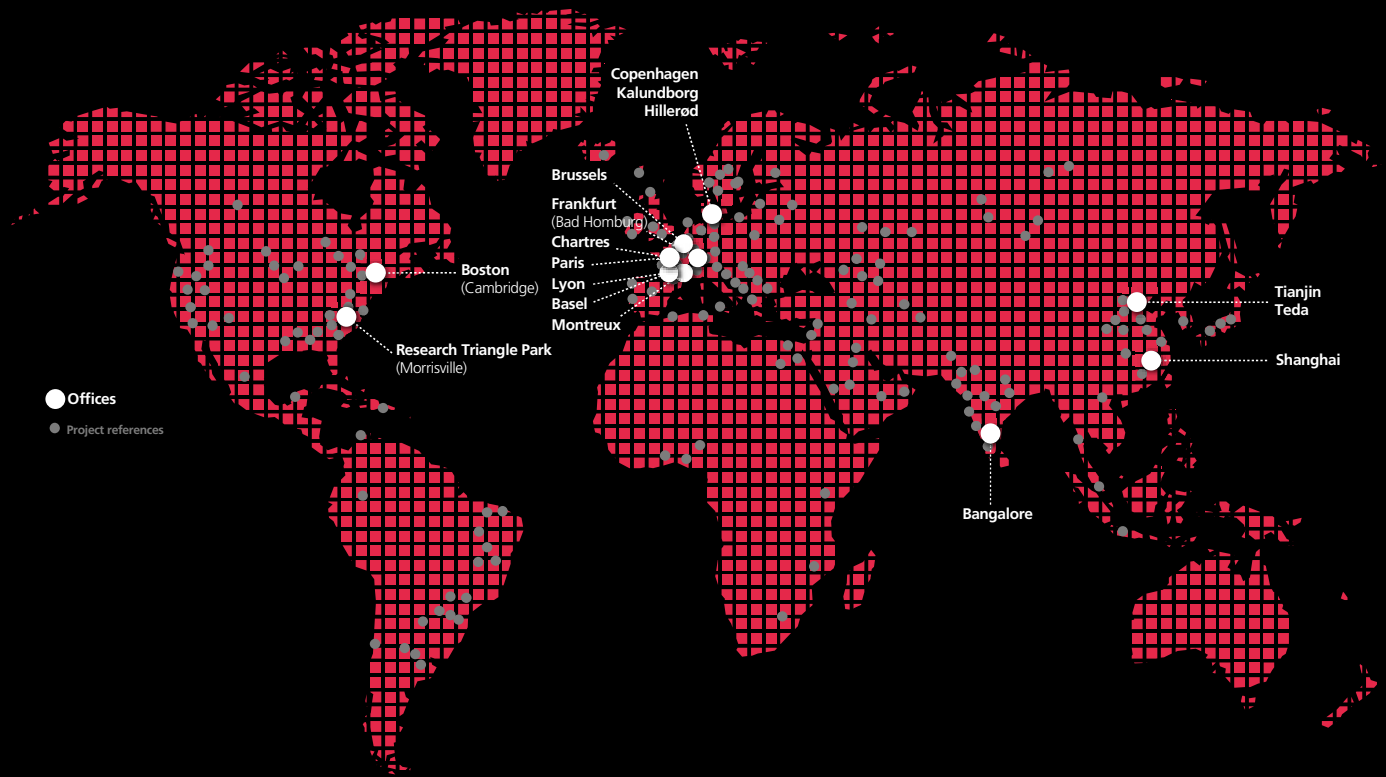 Copenhagen
Kalundborg
Hillerød
Brussels
Frankfurt
(Bad Homburg)
Chartres
Paris
Lyon
Basel
Montreux
Boston
(Cambridge)
Research Triangle Park
(Morrisville)
Tianjin
Teda
Shanghai
Bangalore
Offices
Project references